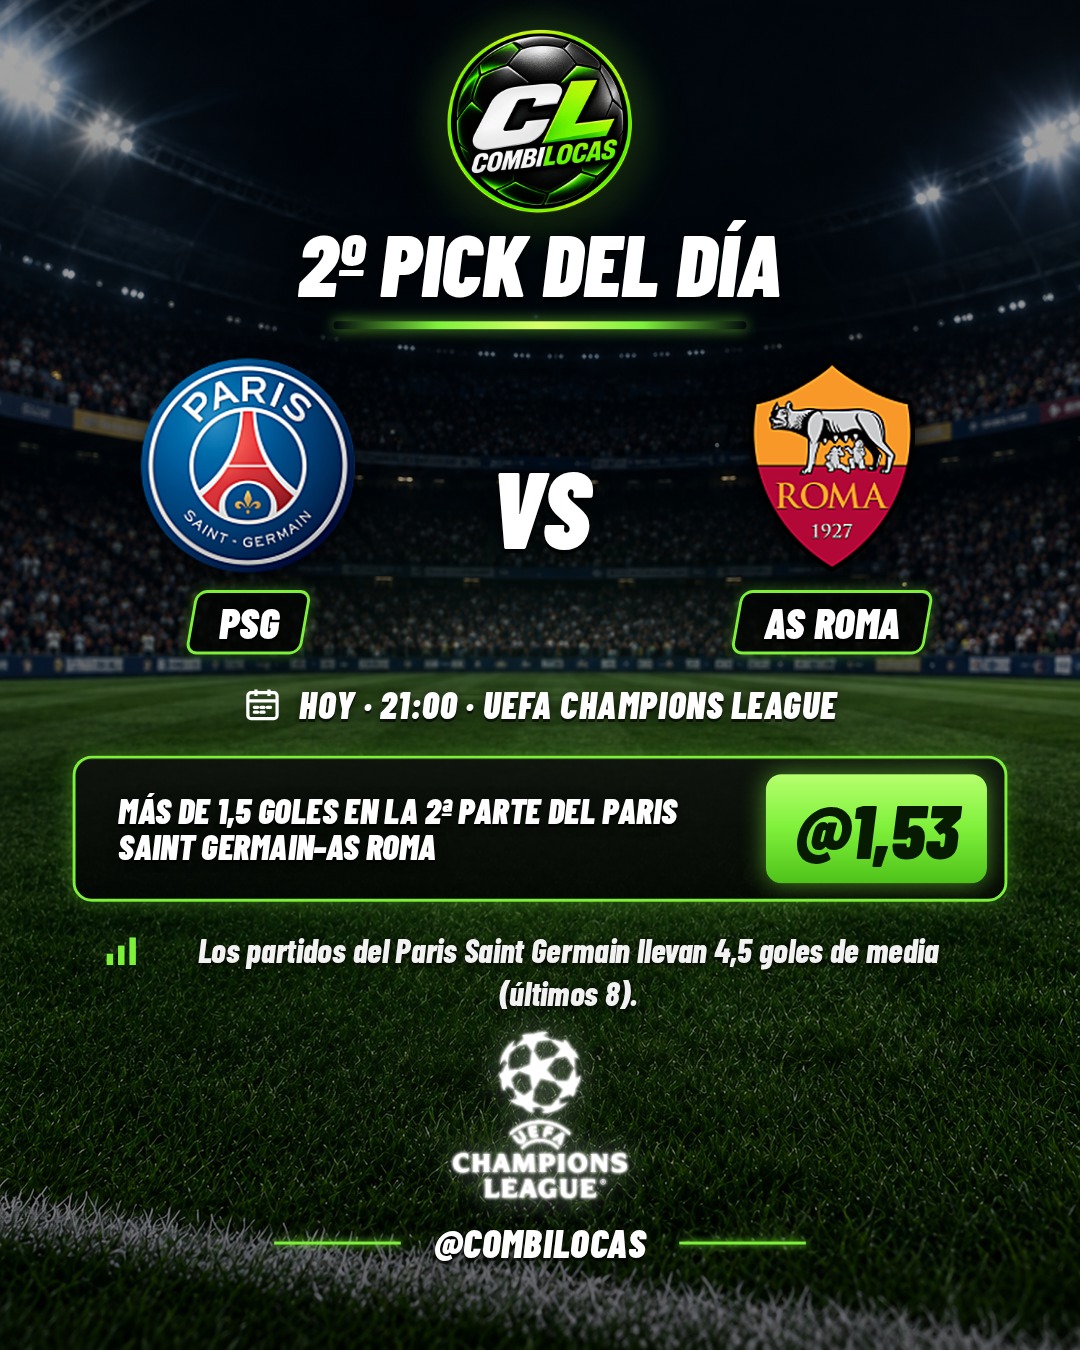 CL
COMBILOCAS
2º PICK DEL DÍA
PARIS
SAINT-GERMAIN
VS
ROMA
1927
PSG
AS ROMA
HOY · 21:00 · UEFA CHAMPIONS LEAGUE
MÁS DE 1,5 GOLES EN LA 2ª PARTE DEL PARIS
SAINT GERMAIN-AS ROMA
@1,53
Los partidos del Paris Saint Germain llevan 4,5 goles de media
(últimos 8).
UEFA
CHAMPIONS
LEAGUE®
@COMBILOCAS